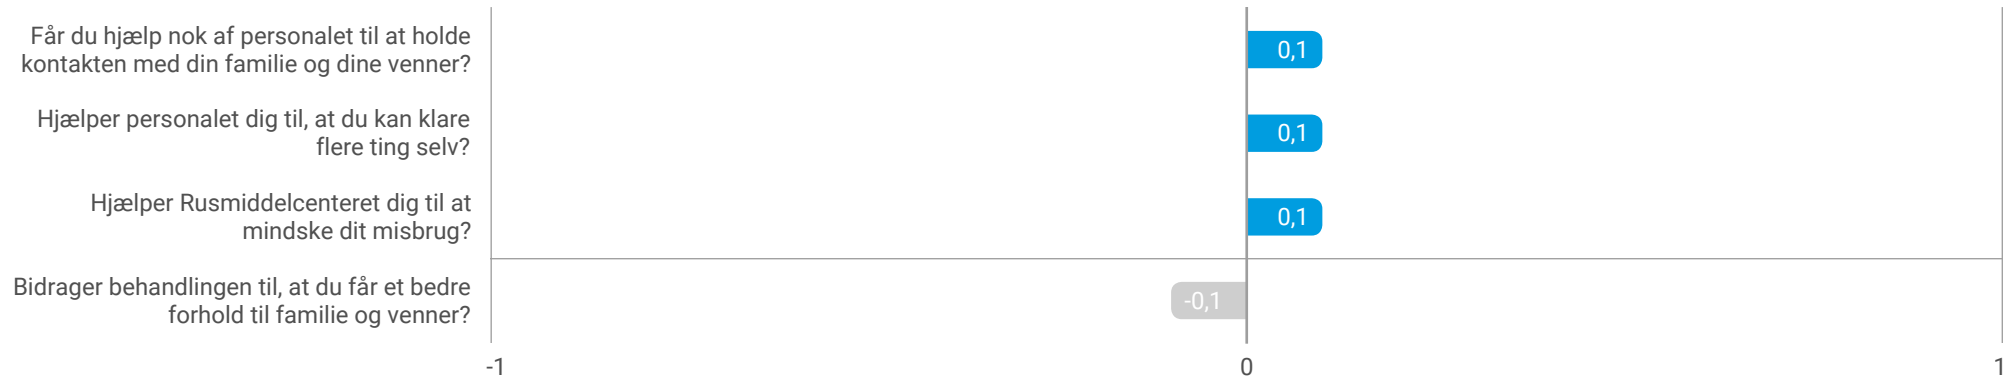 Får du hjælp nok af personalet til at holde
kontakten med din familie og dine venner?
0,1
Hjælper personalet dig til, at du kan klare
flere ting selv?
0,1
Hjælper Rusmiddelcenteret dig til at
mindske dit misbrug?
0,1
Bidrager behandlingen til, at du får et bedre
forhold til familie og venner?
-0,1
-1
0
1